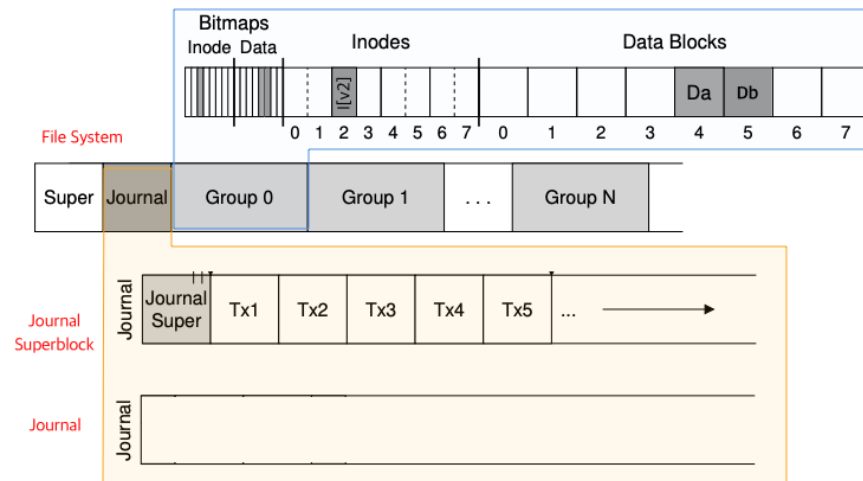 Bitmaps
Inode Data
Inodes
Data Blocks
I[v2]
Da
Db
0 1 2 3 4 5 6 7
0 1 2 3 4 5 6 7
File System
Super
Journal
Group 0
Group 1
. . .
Group N
Journal
Superblock
Journal
Journal
Super
Tx1
Tx2
Tx3
Tx4
Tx5
...
Journal
Journal